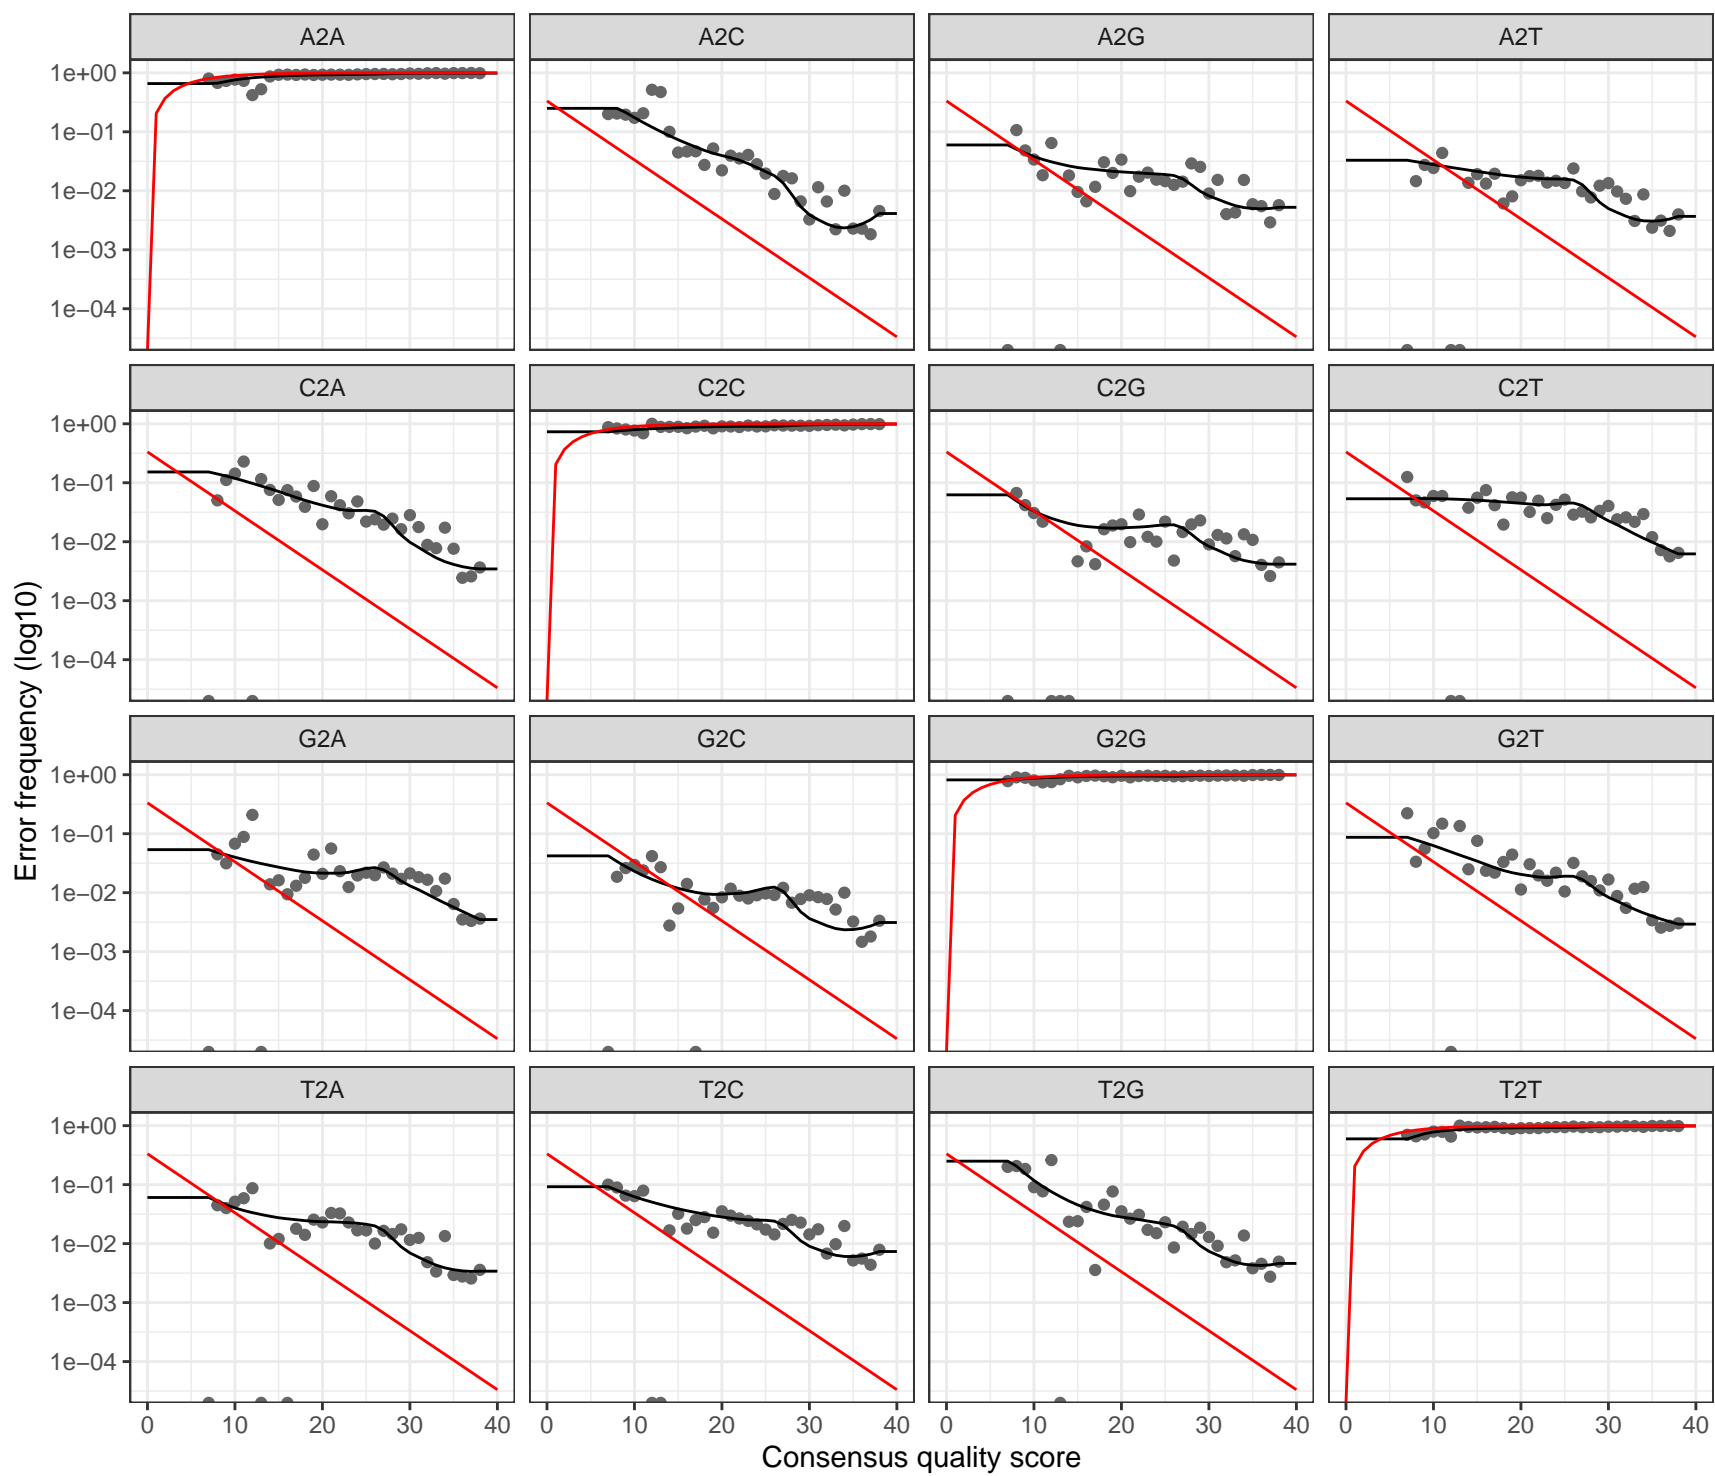 A2A A2C A2G A2T
1e+00
1e−01
1e−02
1e−03
1e−04
C2A C2C C2G C2T
1e+00
1e−01
1e−02
1e−03
1e−04
Error frequency (log10)
G2A G2C G2G G2T
1e+00
1e−01
1e−02
1e−03
1e−04
T2A T2C T2G T2T
1e+00
1e−01
1e−02
1e−03
1e−04
0 10 20 30 40 0 10 20 30 40 0 10 20 30 40 0 10 20 30 40
Consensus quality score